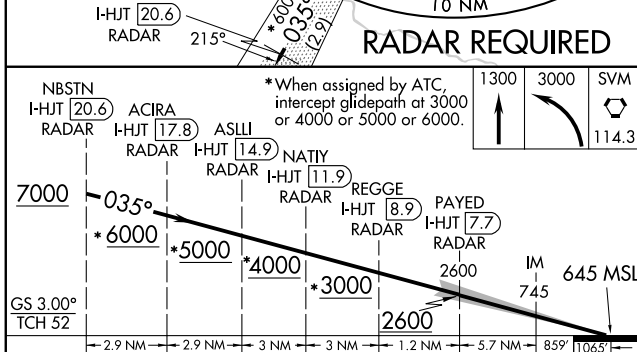 10 NM
I-HJT 20.6
RADAR
215°
*6000
035°
(2.9)
RADAR REQUIRED
NBSTN
I-HJT 20.6
RADAR
ACIRA
I-HJT 17.8
RADAR
ASLLI
I-HJT 14.9
RADAR
NATIY
I-HJT 11.9
RADAR
REGGE
I-HJT 8.9
RADAR
PAYED
I-HJT 7.7
RADAR
*When assigned by ATC,
intercept glidepath at 3000
or 4000 or 5000 or 6000.
1300
3000
SVM
114.3
7000
035°
*6000
*5000
*4000
*3000
2600
2600
IM
745
645 MSL
GS 3.00°
TCH 52
2.9 NM
2.9 NM
3 NM
3 NM
1.2 NM
5.7 NM
859'
1065'